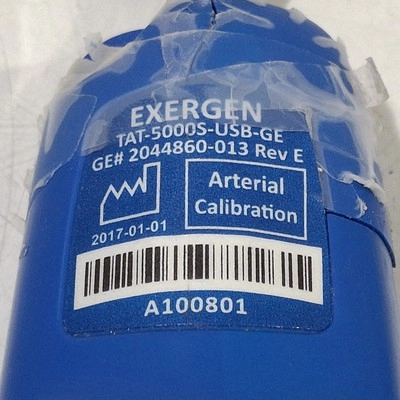 EXERGEN
TAT-5000S-USB-GE
GE# 2044860-013 Rev E
Arterial
Calibration
2017-01-01
A100801